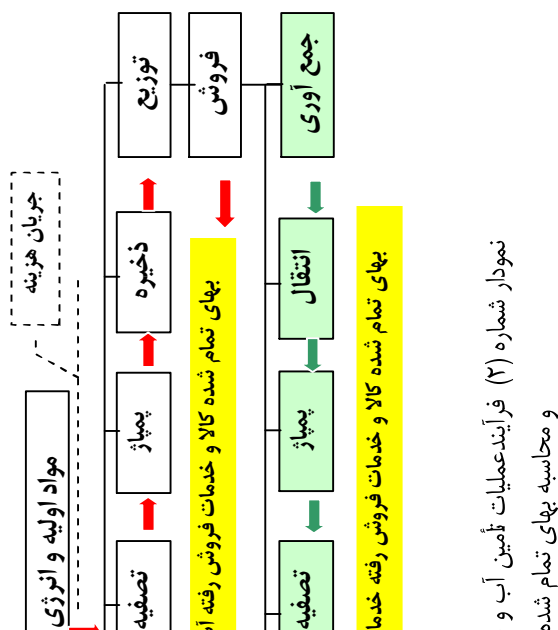 جریان هزینه
مواد اولیه و انرژی
توزیع
ذخیره
پمپاژ
تصفیه
فروش
بهای تمام شده کالا و خدمات فروش رفته
جمع آوری
انتقال
پمپاژ
تصفیه
بهای تمام شده کالا و خدمات فروش رفته
نمودار شماره (۲) فرآیندعملیات تأمین آب و
و محاسبه بهای تمام شده